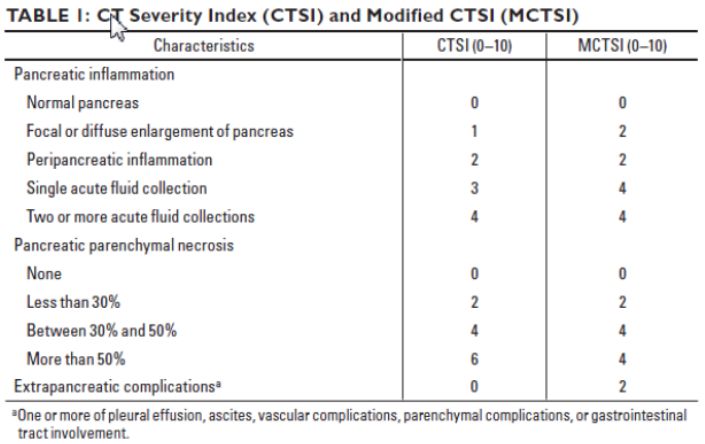 TABLE 1: CT Severity Index (CTSI) and Modified CTSI (MCTSI)
Characteristics CTSI (0–10) MCTSI (0–10)
Pancreatic inflammation
Normal pancreas 0 0
Focal or diffuse enlargement of pancreas 1 2
Peripancreatic inflammation 2 2
Single acute fluid collection 3 4
Two or more acute fluid collections 4 4
Pancreatic parenchymal necrosis
None 0 0
Less than 30% 2 2
Between 30% and 50% 4 4
More than 50% 6 4
Extrapancreatic complicationsᵃ 0 2
ᵃOne or more of pleural effusion, ascites, vascular complications, parenchymal complications, or gastrointestinal
tract involvement.